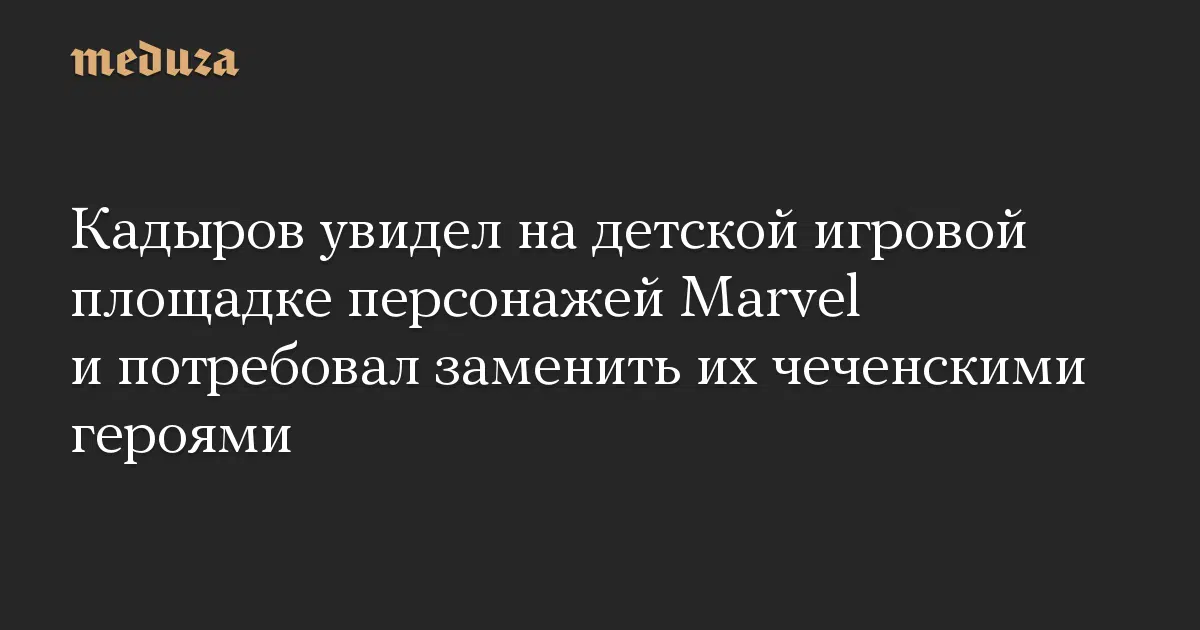 meduza
Кадыров увидел на детской игровой
площадке персонажей Marvel
и потребовал заменить их чеченскими
героями